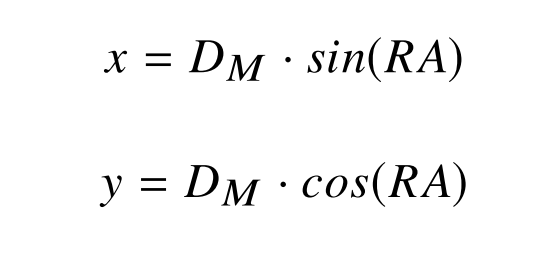 x = D_M · sin(RA)
y = D_M · cos(RA)